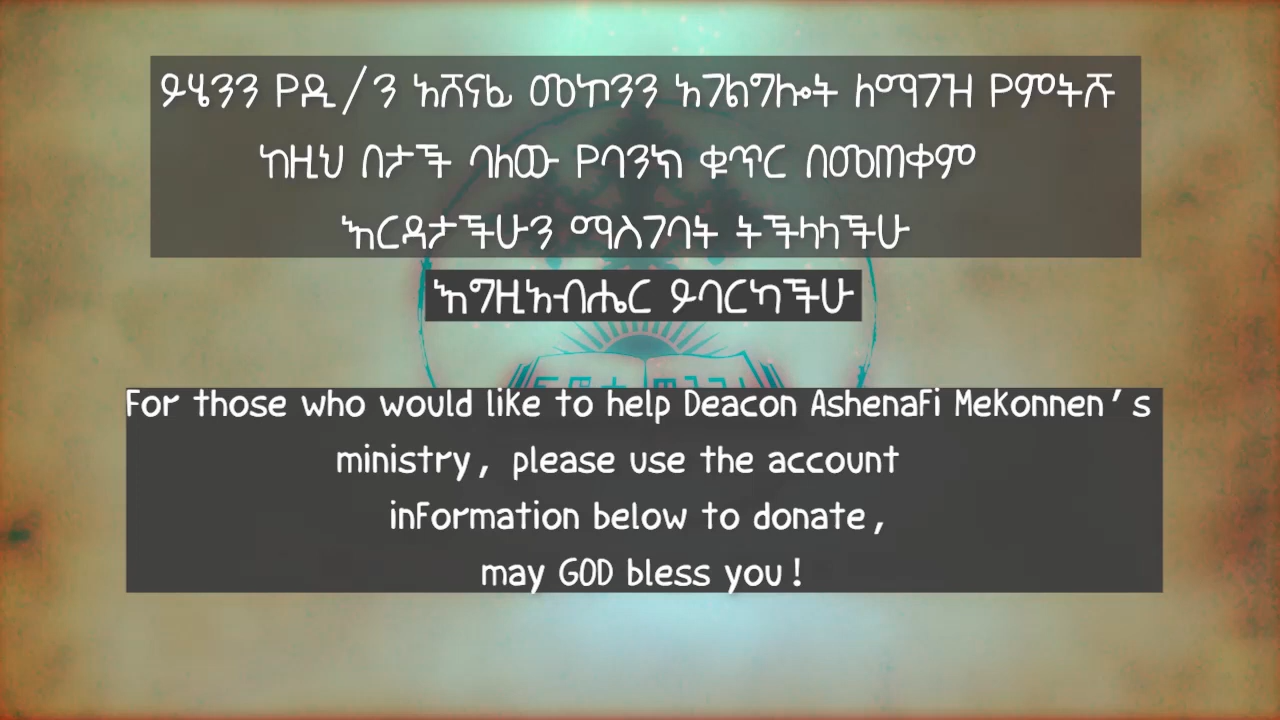 ይሄንን የዲ/ን አሸናፊ መኮንን አገልግሎት ለማገዝ የምትሹ
ከዚህ በታች ባለው የባንክ ቁጥር በመጠቀም
እርዳታችሁን ማስገባት ትችላላችሁ
እግዚአብሔር ይባርካችሁ
For those who would like to help Deacon Ashenafi Mekonnen's
ministry, please use the account
information below to donate,
may GOD bless you!